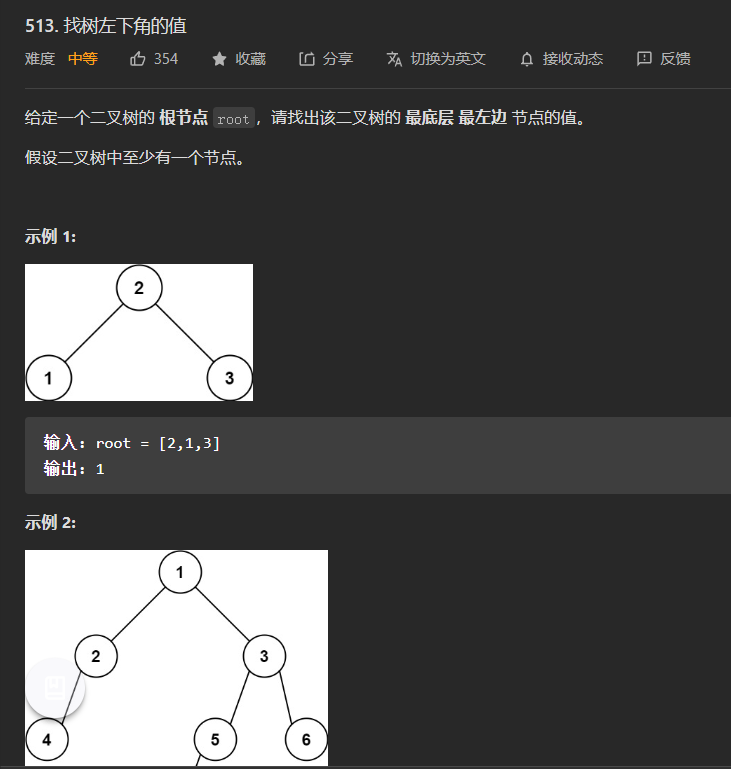 513. 找树左下角的值
难度 中等 354 收藏 分享 切换为英文 接收动态 反馈
给定一个二叉树的 根节点 root，请找出该二叉树的 最底层 最左边 节点的值。
假设二叉树中至少有一个节点。
示例 1:
2
1 3
输入: root = [2,1,3]
输出: 1
示例 2:
1
2 3
4 5 6